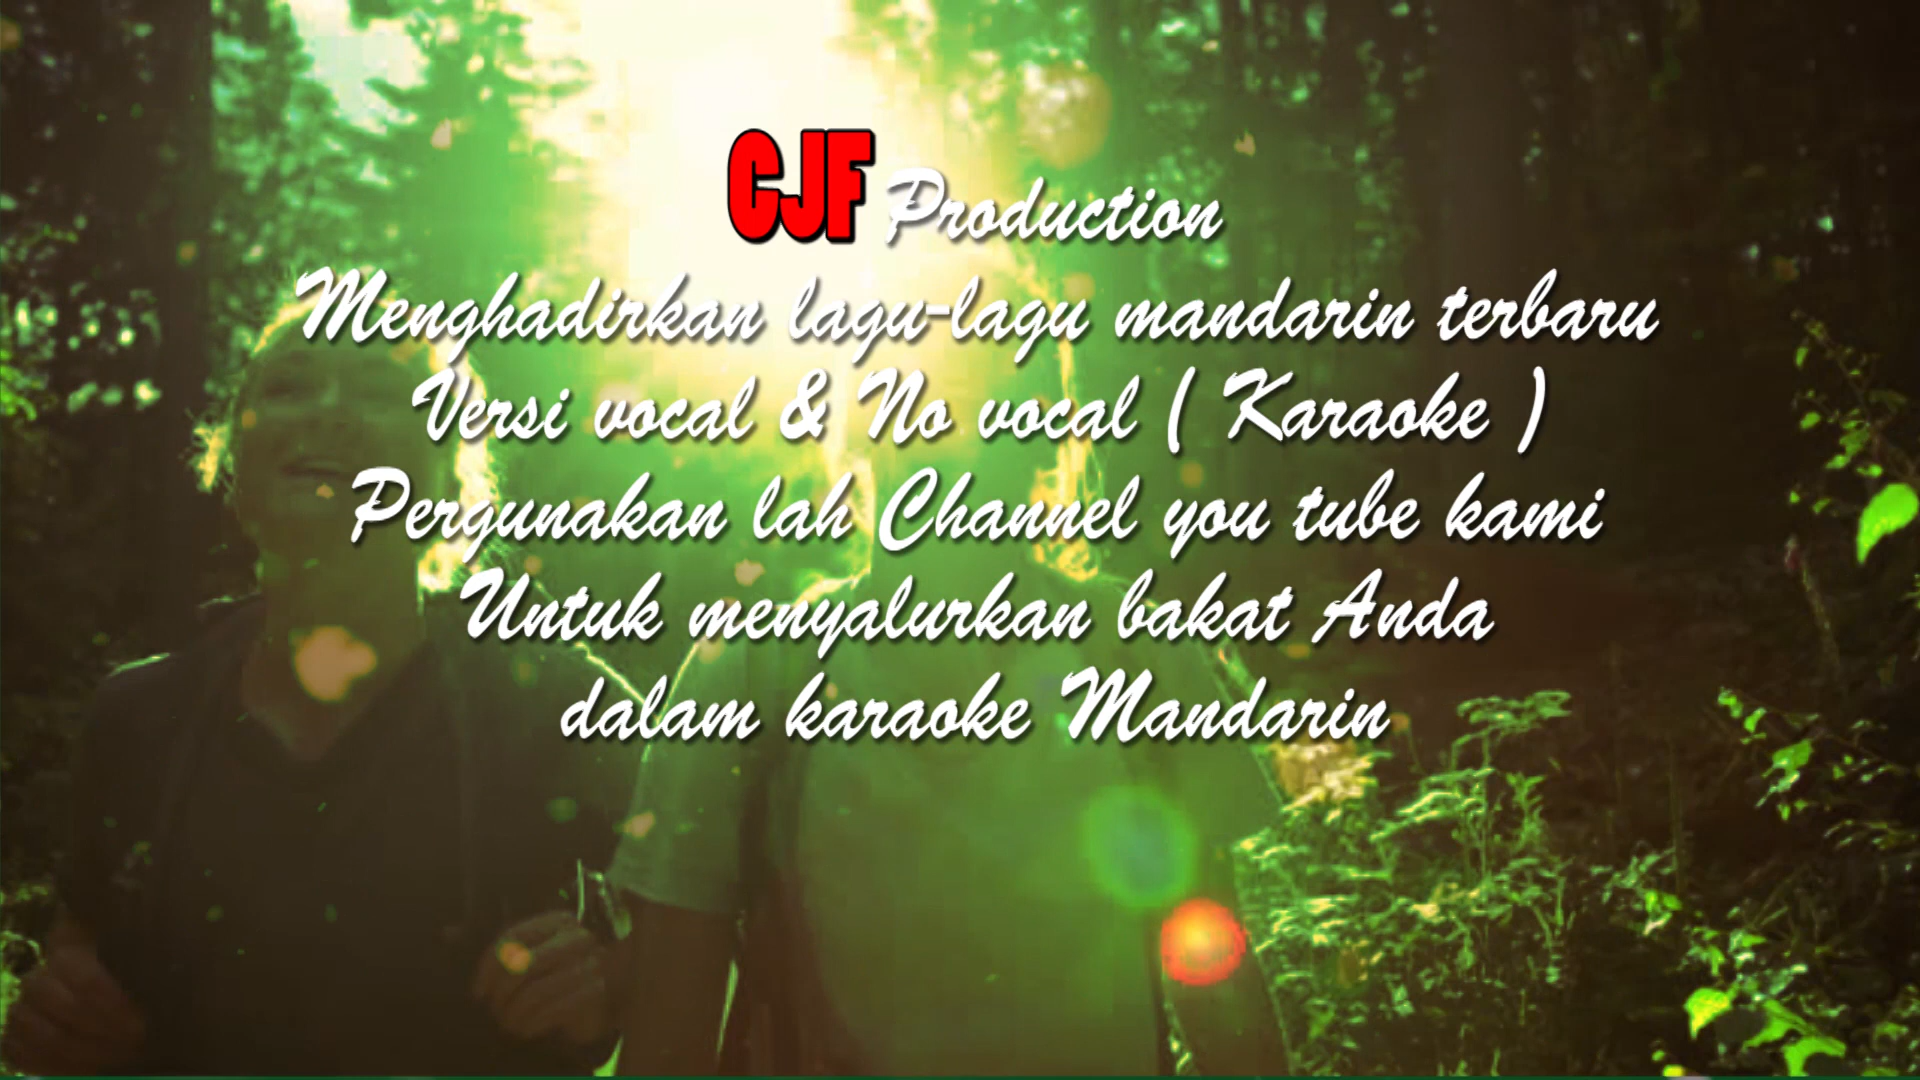 CJF Production
Menghadirkan lagu-lagu mandarin terbaru
Versi vocal & No vocal ( Karaoke )
Pergunakan lah Channel you tube kami
Untuk menyalurkan bakat Anda
dalam karaoke Mandarin